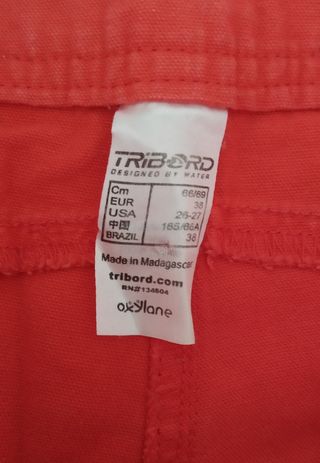 TRIBORD
DESIGNED BY WATER
Cm 66/69
EUR 38
USA 26-27
中国 165/66A
BRAZIL 38
Made in Madagascar
tribord.com
RN#134504
oxylane